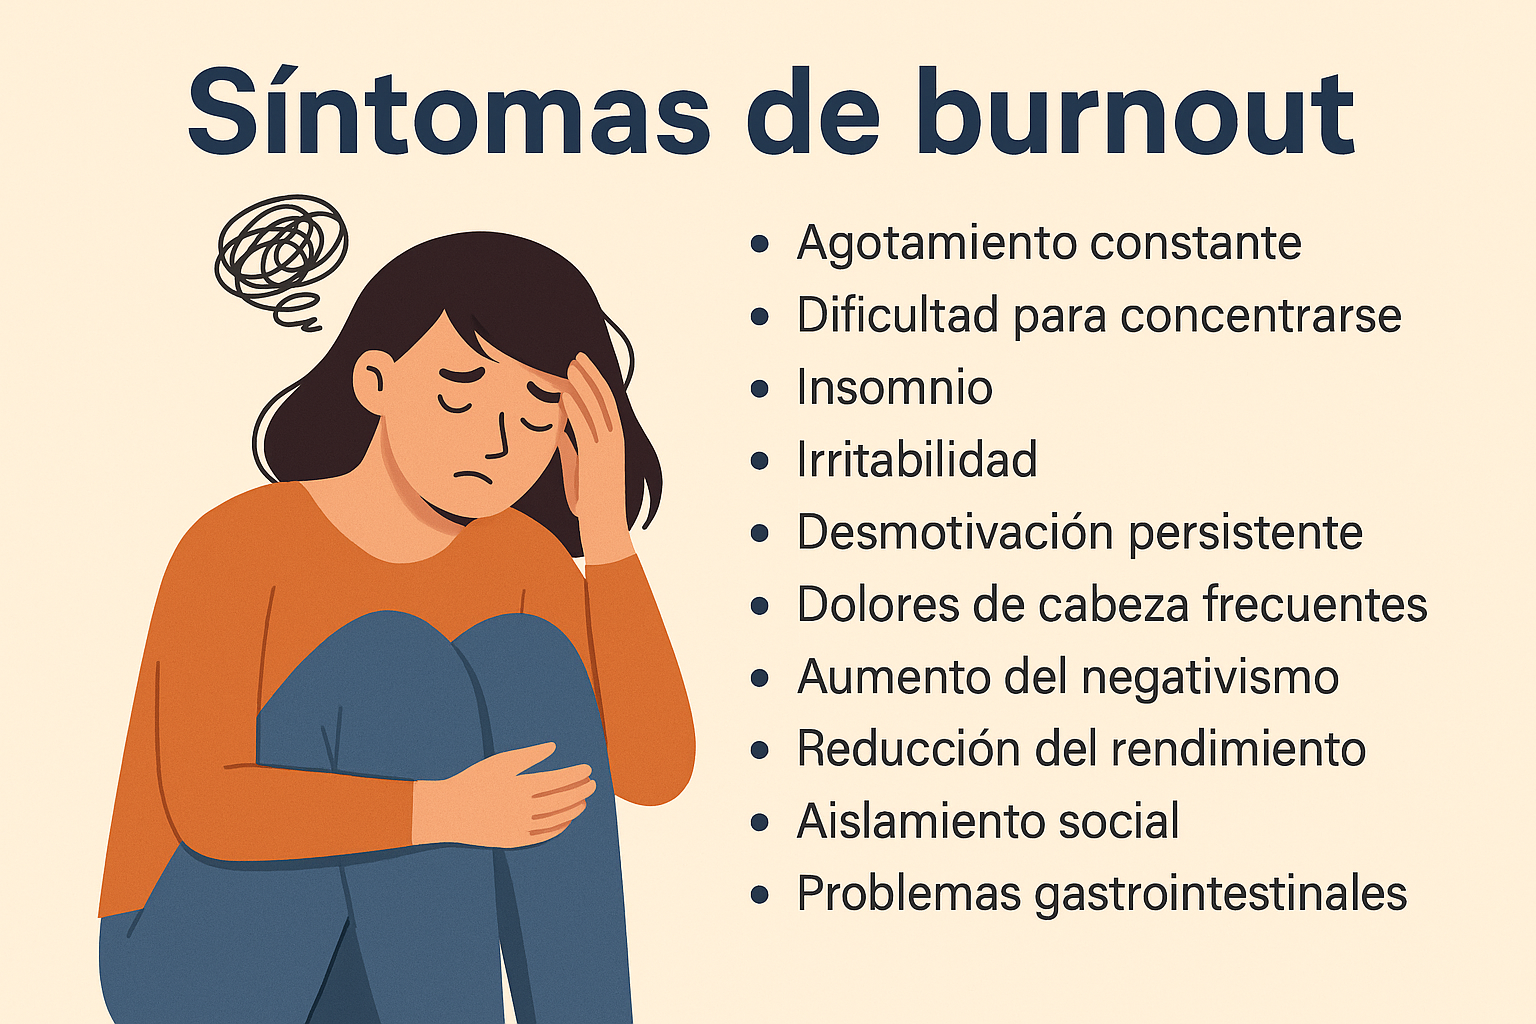 Síntomas de burnout
• Agotamiento constante
• Dificultad para concentrarse
• Insomnio
• Irritabilidad
• Desmotivación persistente
• Dolores de cabeza frecuentes
• Aumento del negativismo
• Reducción del rendimiento
• Aislamiento social
• Problemas gastrointestinales